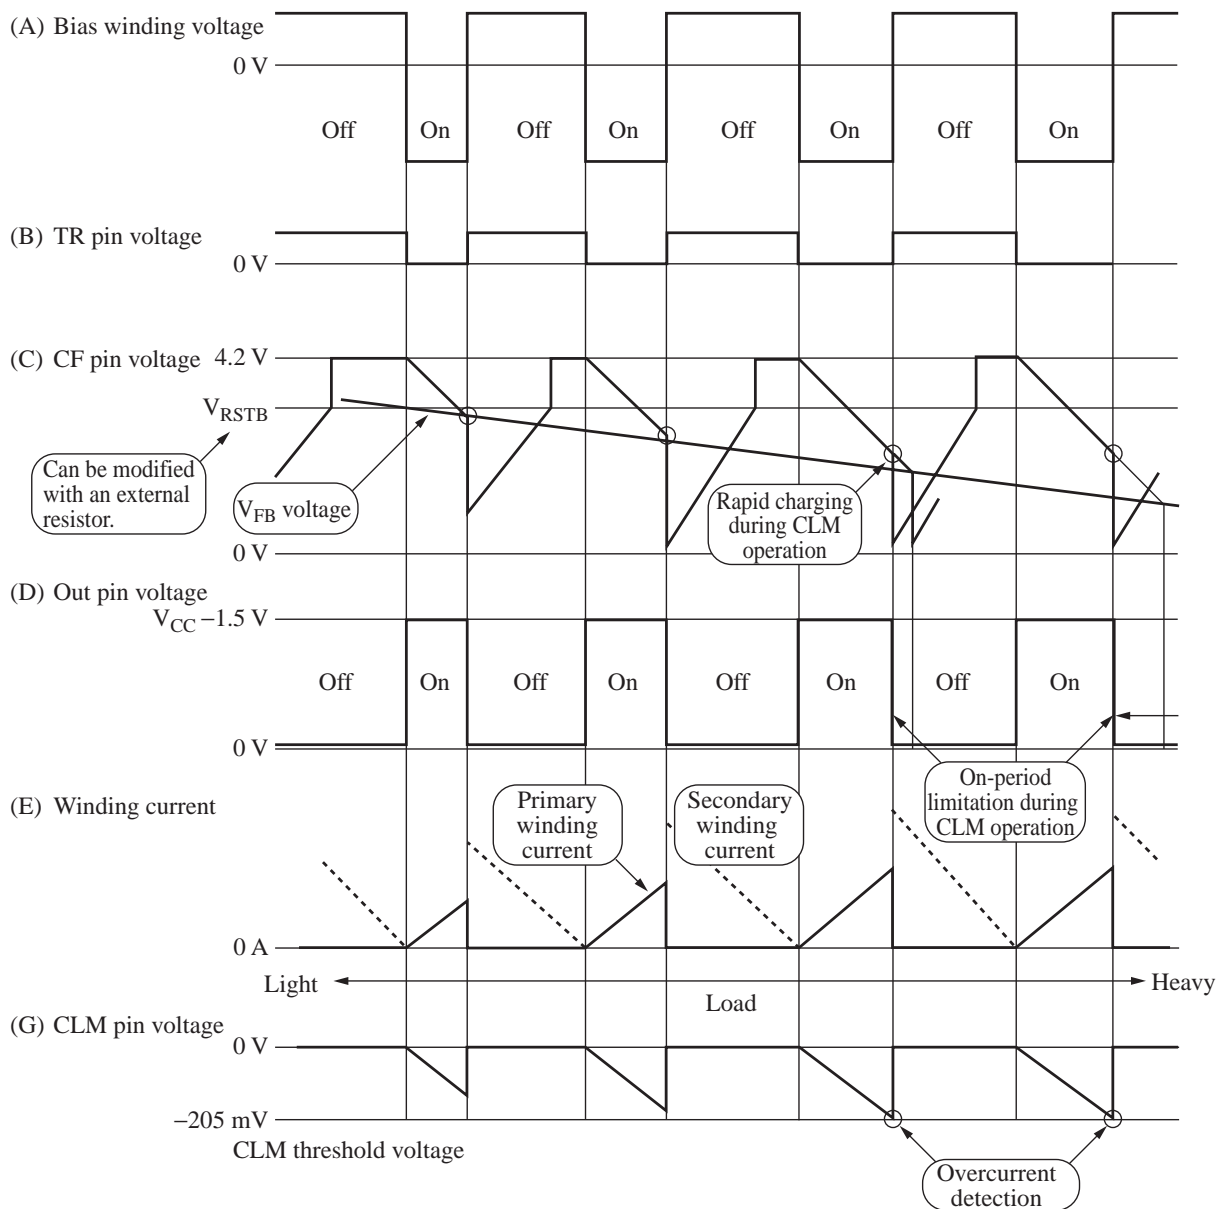 (A) Bias winding voltage
0 V
Off On Off On Off On Off On
(B) TR pin voltage
0 V
(C) CF pin voltage 4.2 V
VRSTB
Can be modified
with an external
resistor.
VFB voltage
Rapid charging
during CLM
operation
0 V
(D) Out pin voltage
VCC −1.5 V
Off On Off On Off On Off On
0 V
On-period
limitation during
CLM operation
(E) Winding current
Primary
winding
current
Secondary
winding
current
0 A
Light
Load
Heavy
(G) CLM pin voltage
0 V
−205 mV
CLM threshold voltage
Overcurrent
detection